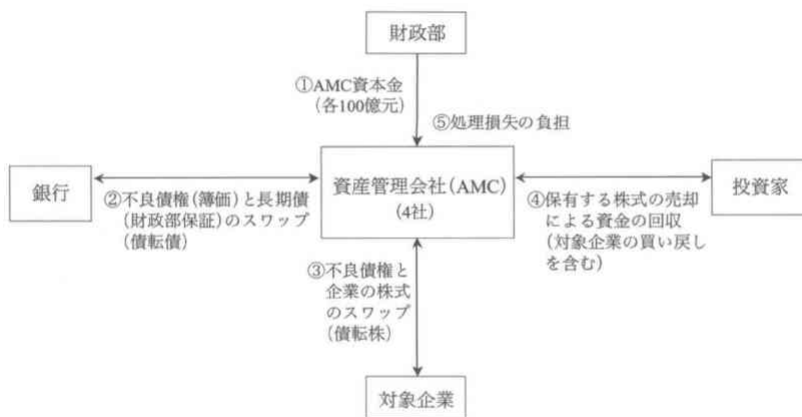 財政部
①AMC資本金
(各100億元)
⑤処理損失の負担
銀行
資産管理会社(AMC)
(4社)
投資家
②不良債権(簿価)と長期債
(財政部保証)のスワップ
(債転債)
④保有する株式の売却
による資金の回収
(対象企業の買い戻し
を含む)
③不良債権と
企業の株式
のスワップ
(債転株)
対象企業